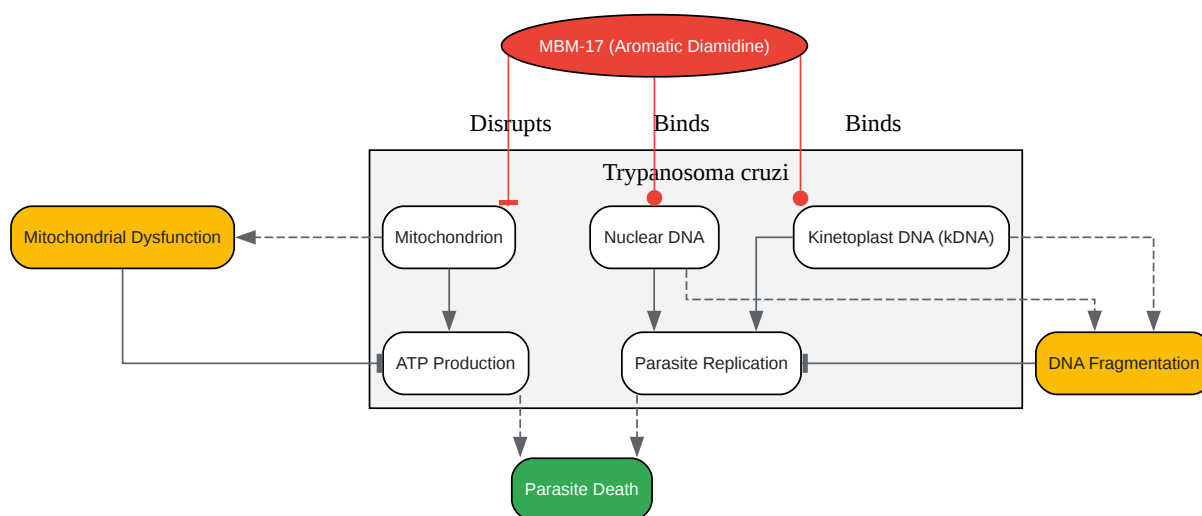 MBM-17 (Aromatic Diamidine)
Disrupts
Binds
Binds
Trypanosoma cruzi
Mitochondrial Dysfunction
Mitochondrion
Nuclear DNA
Kinetoplast DNA (kDNA)
ATP Production
Parasite Replication
DNA Fragmentation
Parasite Death